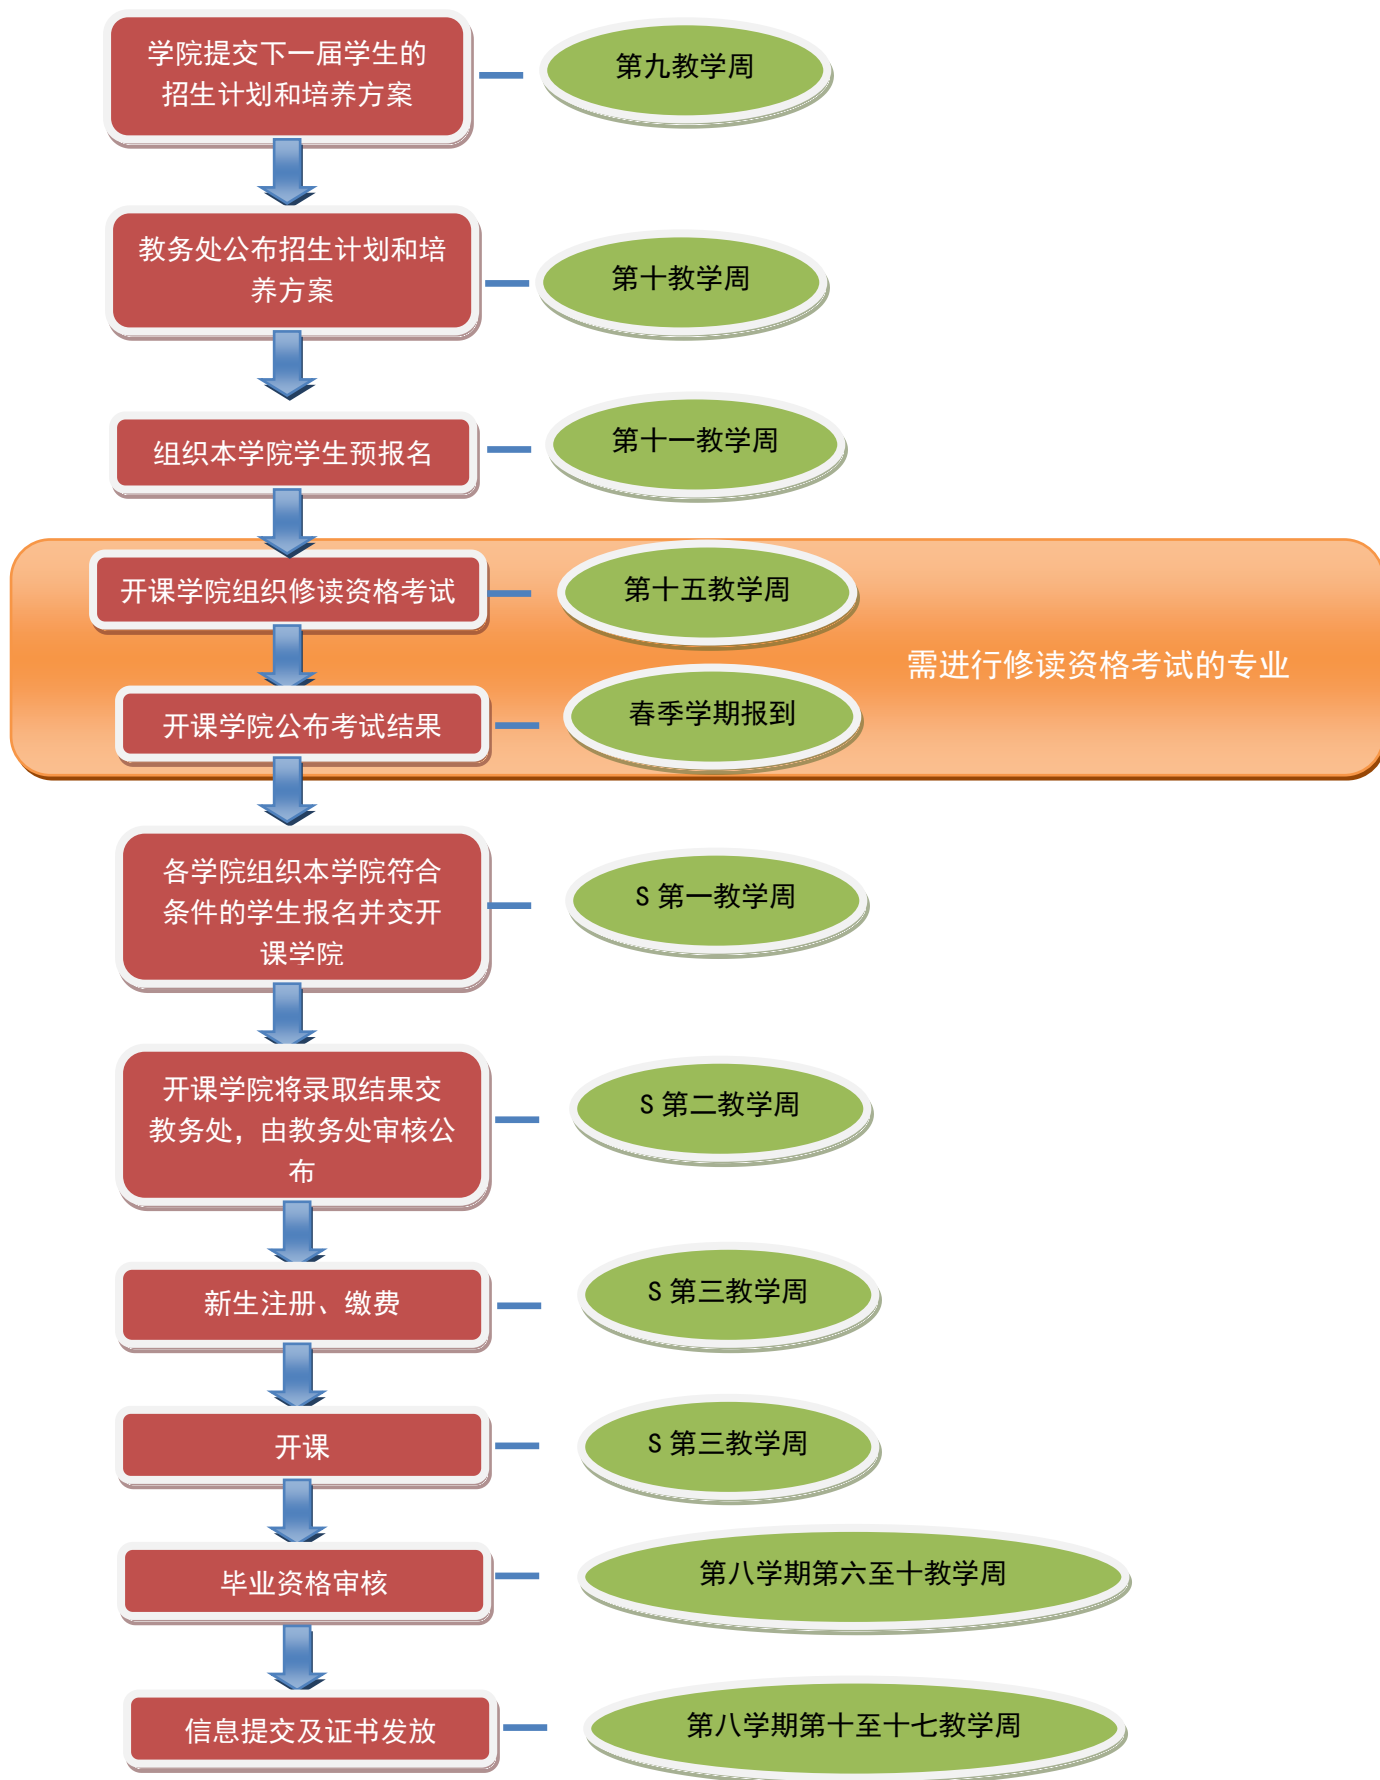 学院提交下一届学生的
招生计划和培养方案
第九教学周
教务处公布招生计划和培
养方案
第十教学周
组织本学院学生预报名
第十一教学周
开课学院组织修读资格考试
第十五教学周
需进行修读资格考试的专业
开课学院公布考试结果
春季学期报到
各学院组织本学院符合
条件的学生报名并交开
课学院
S 第一教学周
开课学院将录取结果交
教务处，由教务处审核公
布
S 第二教学周
新生注册、缴费
S 第三教学周
开课
S 第三教学周
毕业资格审核
第八学期第六至十教学周
信息提交及证书发放
第八学期第十至十七教学周